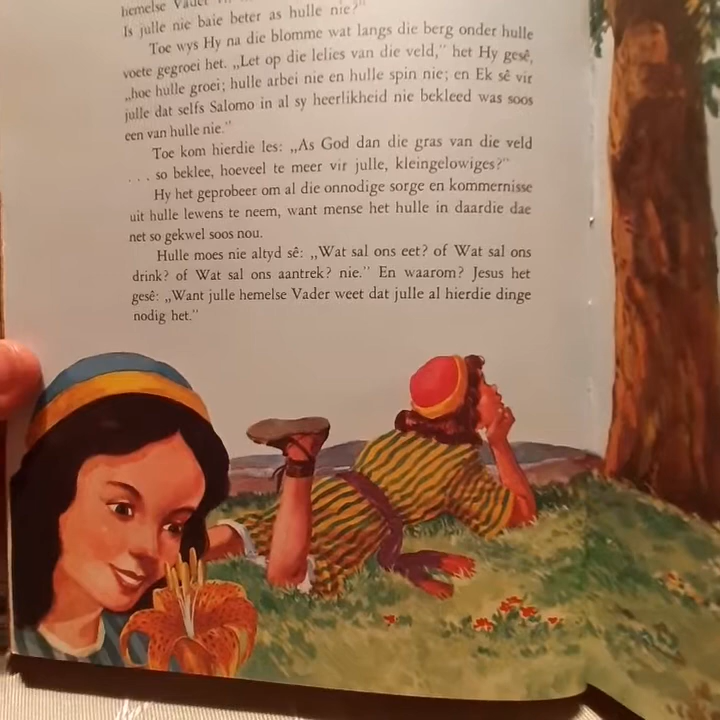 hemelse Vader
Is julle nie baie beter as hulle nie?"
Toe wys Hy na die blomme wat langs die berg onder hulle
voete gegroei het. „Let op die lelies van die veld,” het Hy gesê,
„hoe hulle groei; hulle arbei nie en hulle spin nie; en Ek sê vir
julle dat selfs Salomo in al sy heerlikheid nie bekleed was soos
een van hulle nie.”
Toe kom hierdie les: „As God dan die gras van die veld
. . . so beklee, hoeveel te meer vir julle, kleingelowiges?”
Hy het geprobeer om al die onnodige sorge en kommernisse
uit hulle lewens te neem, want mense het hulle in daardie dae
net so gekwel soos nou.
Hulle moes nie altyd sê: „Wat sal ons eet? of Wat sal ons
drink? of Wat sal ons aantrek? nie.” En waarom? Jesus het
gesê: „Want julle hemelse Vader weet dat julle al hierdie dinge
nodig het.”